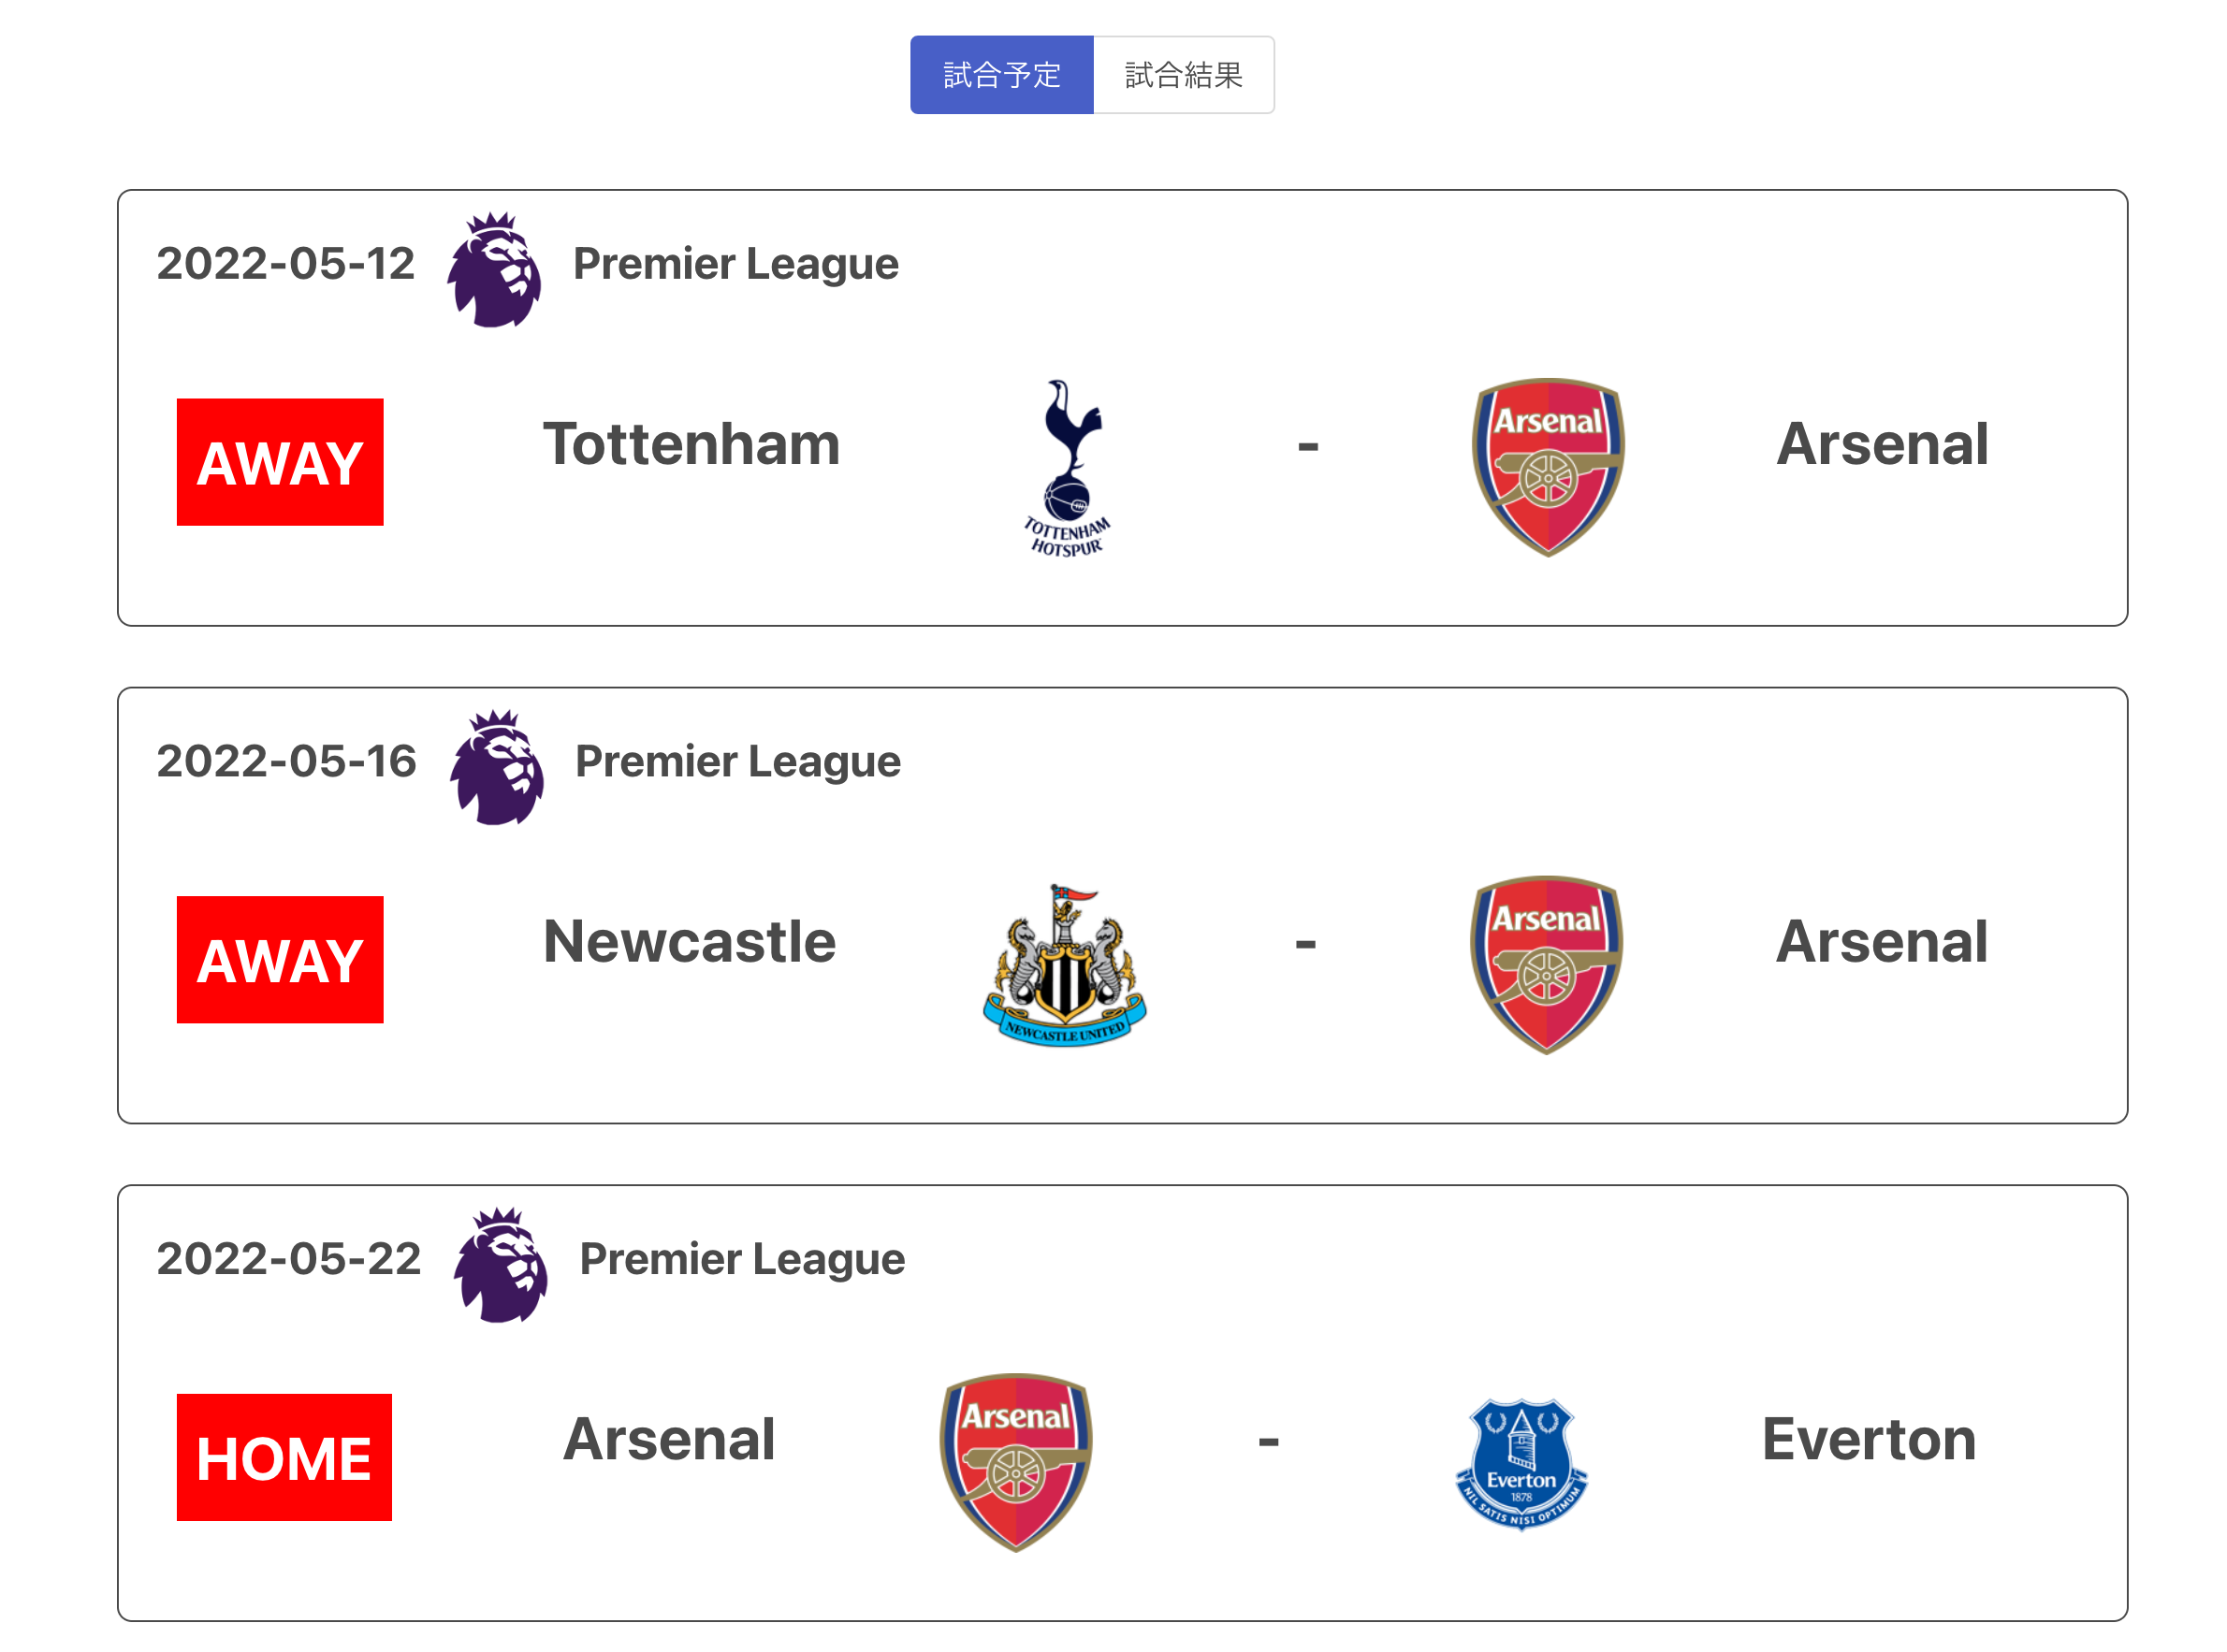 試合予定 試合結果
2022-05-12 Premier League
AWAY Tottenham TOTTENHAM HOTSPUR - Arsenal Arsenal
2022-05-16 Premier League
AWAY Newcastle NEWCASTLE UNITED - Arsenal Arsenal
2022-05-22 Premier League
HOME Arsenal Arsenal - Everton 1878 NIL SATIS NISI OPTIMUM Everton